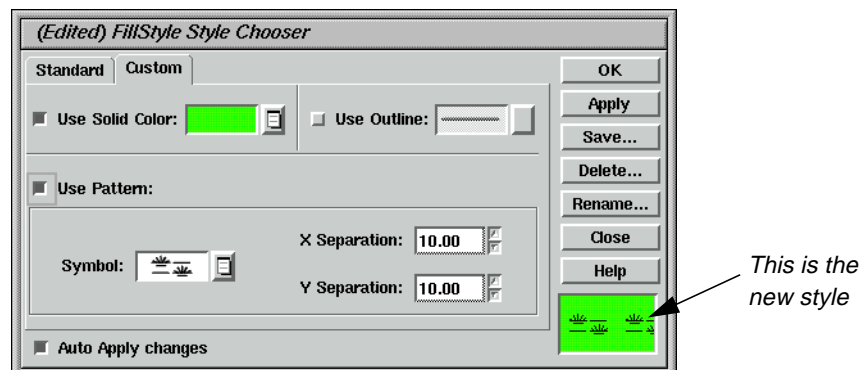 (Edited) FillStyle Style Chooser
Standard Custom
Use Solid Color:
Use Outline:
Use Pattern:
Symbol:
X Separation: 10.00
Y Separation: 10.00
Auto Apply changes
OK
Apply
Save...
Delete...
Rename...
Close
Help
This is the
new style